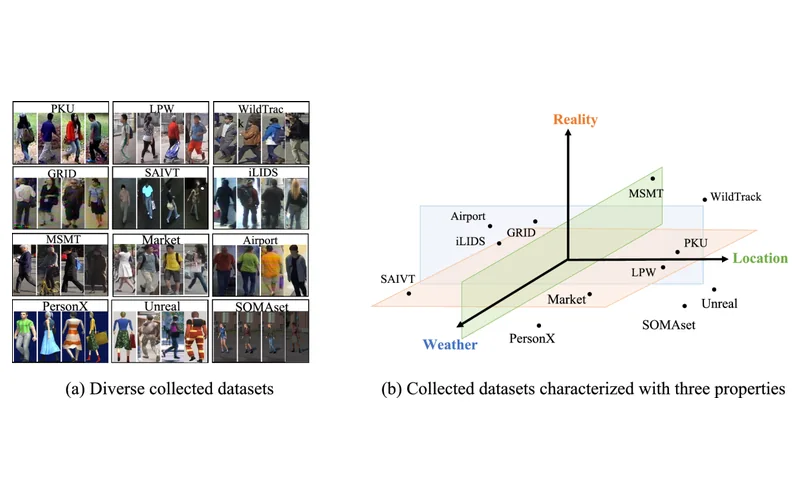 PKU
LPW
WildTrac
k
GRID
SAIVT
iLIDS
MSMT
Market
Airport
PersonX
Unreal
SOMAset
(a) Diverse collected datasets
Reality
MSMT
WildTrack
Airport
GRID
iLIDS
PKU
Location
LPW
SAIVT
Market
Unreal
SOMAset
PersonX
Weather
(b) Collected datasets characterized with three properties